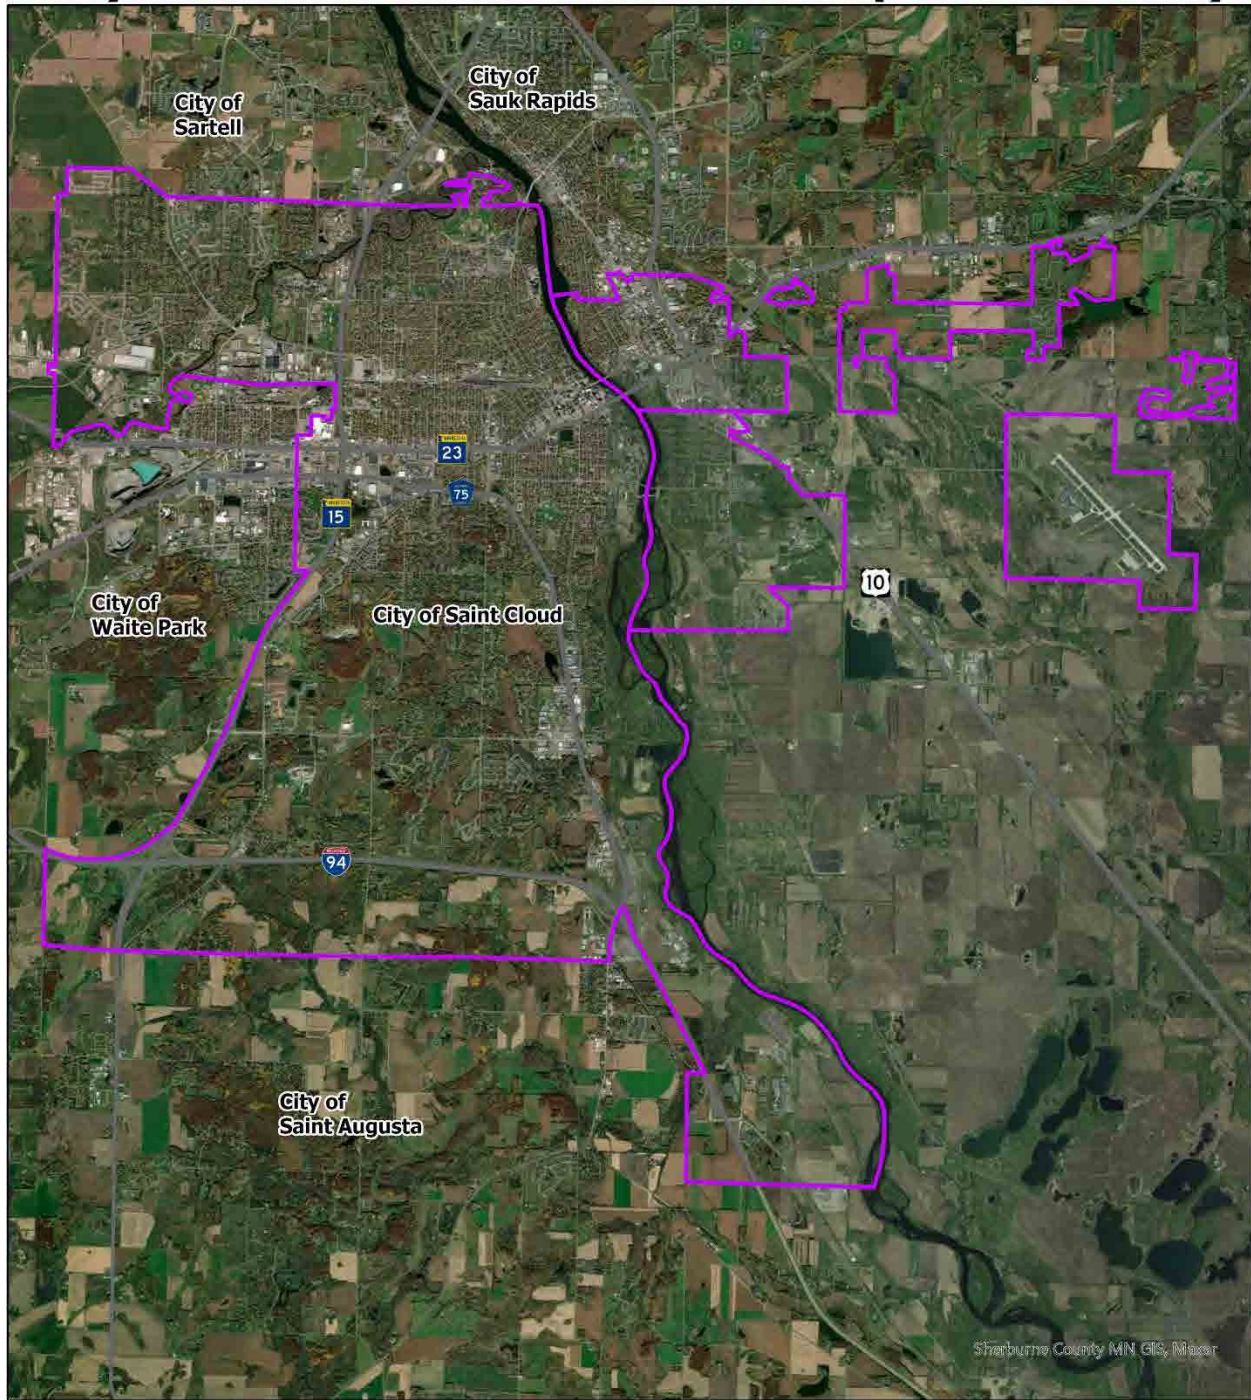 City of
Sauk Rapids
City of
Sartell
23
75
15
10
City of
Waite Park
City of Saint Cloud
94
City of
Saint Augusta
Sherburne County MN GIS, Maxar